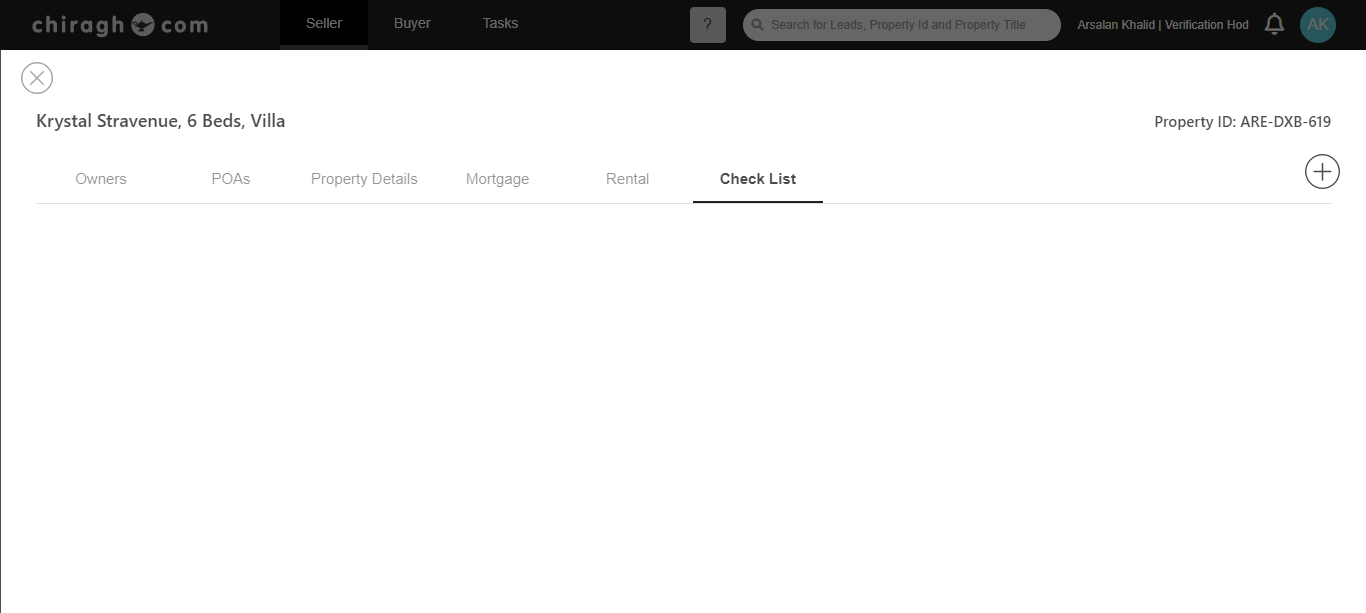 chiragh com Seller Buyer Tasks ? Search for Leads, Property Id and Property Title Arsalan Khalid | Verification Hod AK
Krystal Stravenue, 6 Beds, Villa Property ID: ARE-DXB-619
Owners POAs Property Details Mortgage Rental Check List